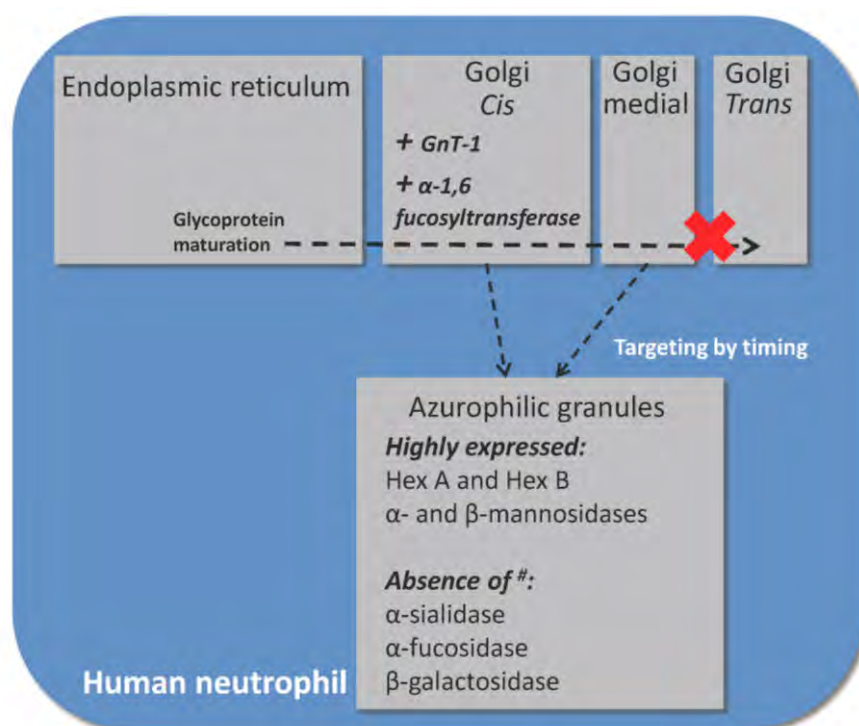 Endoplasmic reticulum
Glycoprotein
maturation
Golgi
Cis
+ GnT-1
+ α-1,6
fucosyltransferase
Golgi
medial
Golgi
Trans
Targeting by timing
Azurophilic granules
Highly expressed:
Hex A and Hex B
α- and β-mannosidases
Absence of #:
α-sialidase
α-fucosidase
β-galactosidase
Human neutrophil